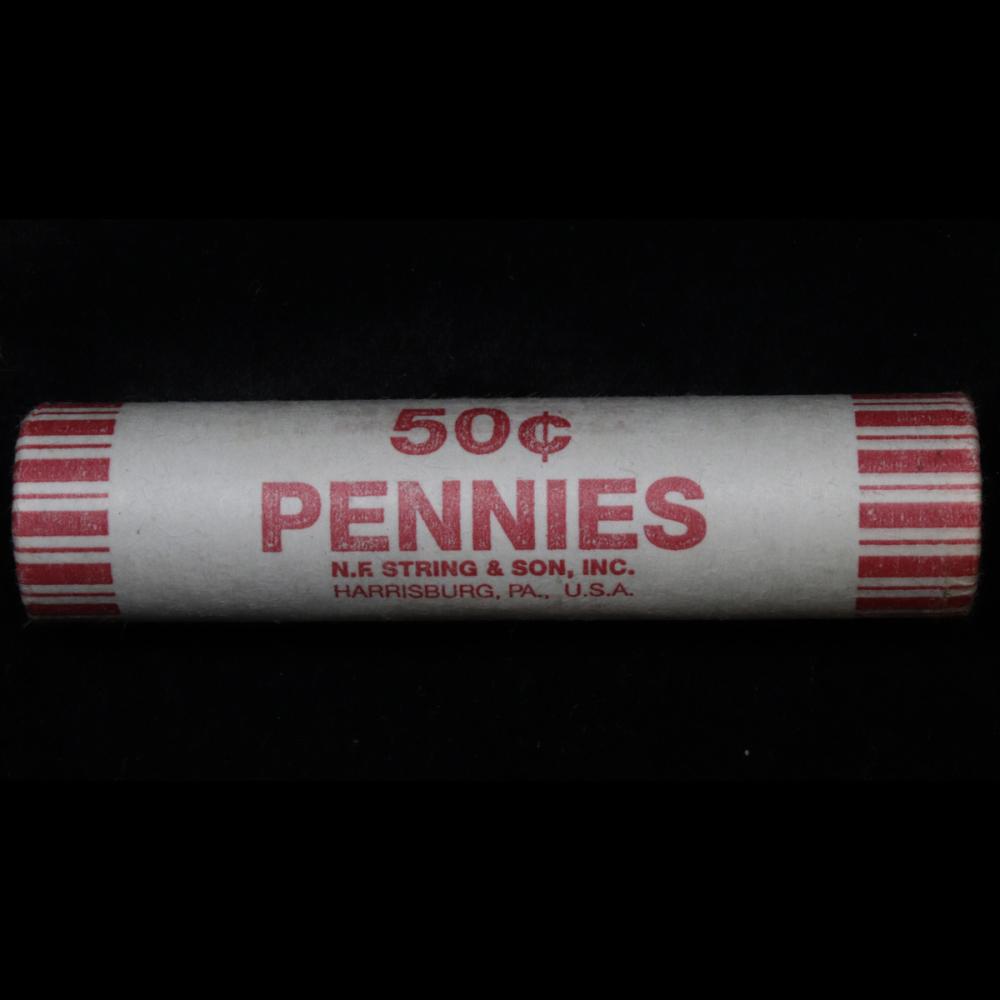 50¢
PENNIES
N.F. STRING & SON, INC.
HARRISBURG, PA., U.S.A.